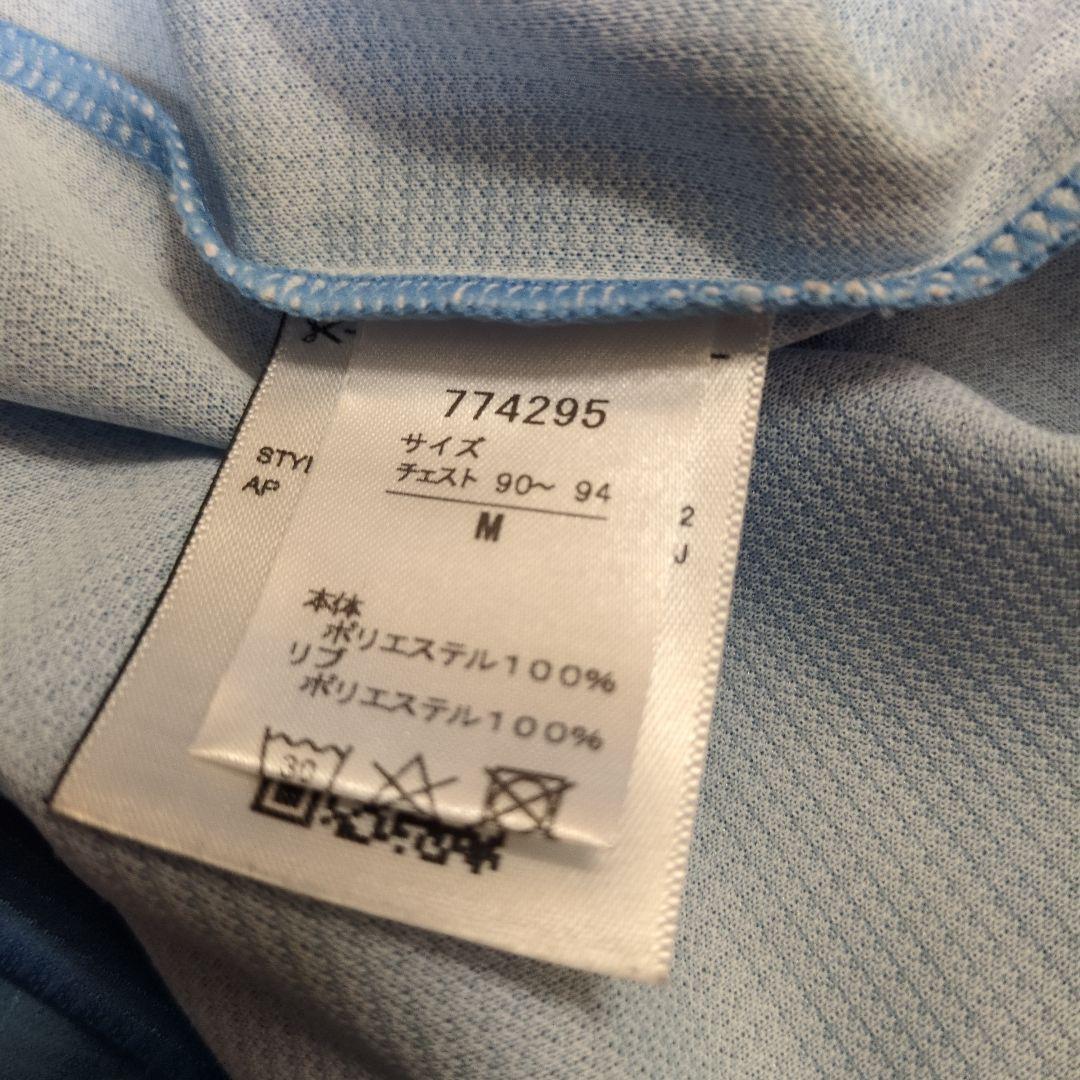 774295
サイズ
チェスト 90～ 94
M
STYL
AP
2
J
本体
ポリエステル100%
リブ
ポリエステル100%
30